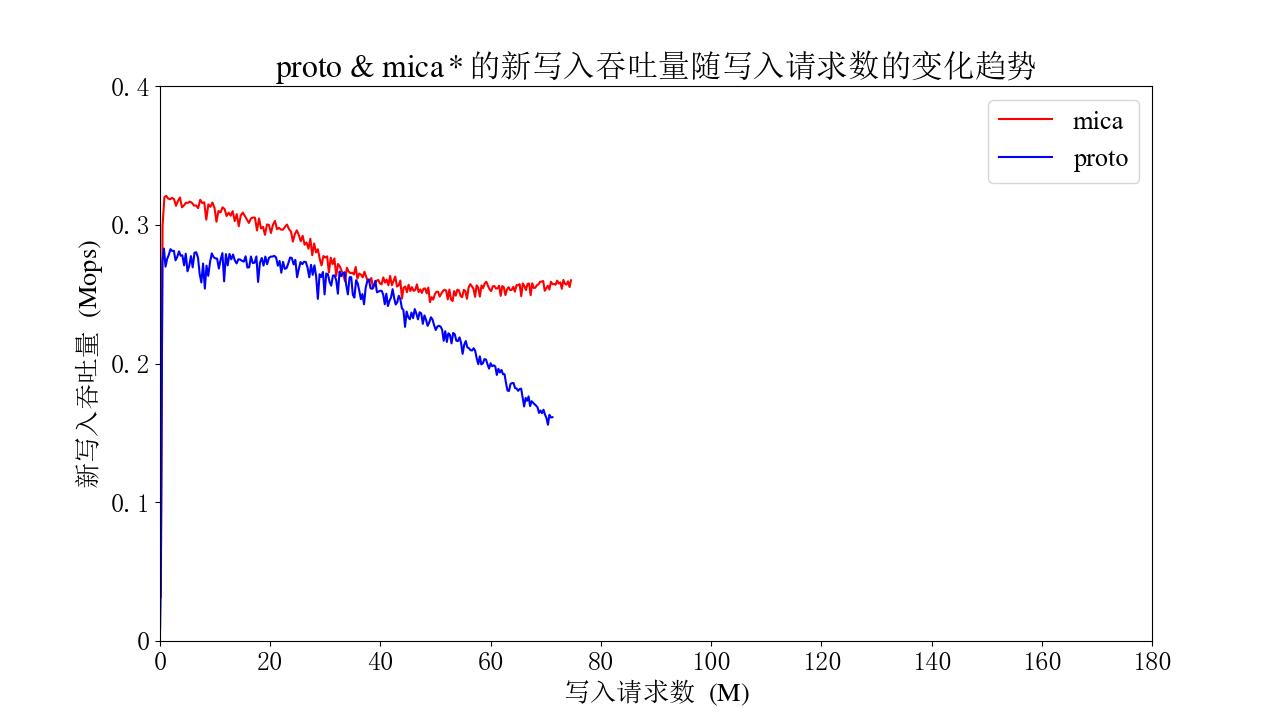 proto & mica*的新写入吞吐量随写入请求数的变化趋势
0.4
0.3
0.2
0.1
0
新写入吞吐量 (Mops)
mica
proto
0 20 40 60 80 100 120 140 160 180
写入请求数 (M)